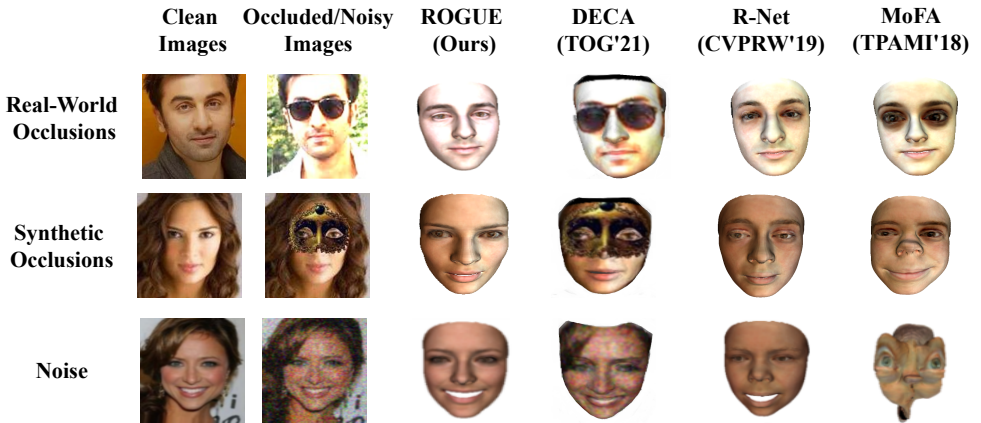 Clean Images
Occluded/Noisy Images
ROGUE (Ours)
DECA (TOG'21)
R-Net (CVPRW'19)
MoFA (TPAMI'18)
Real-World
Occlusions
Synthetic
Occlusions
Noise